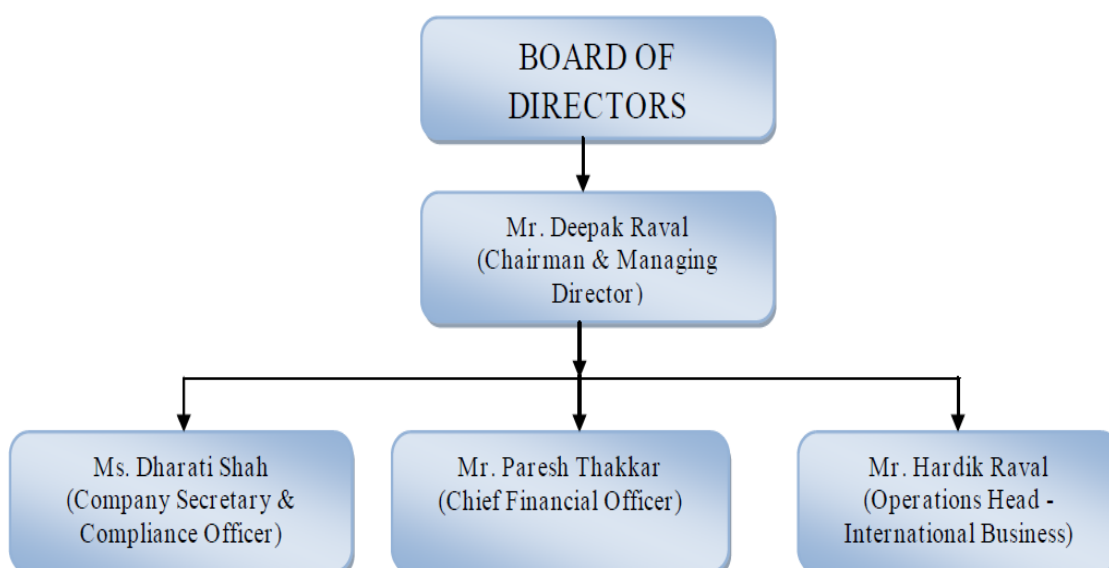 BOARD OF
DIRECTORS
Mr. Deepak Raval
(Chairman & Managing
Director)
Ms. Dharati Shah
(Company Secretary &
Compliance Officer)
Mr. Paresh Thakkar
(Chief Financial Officer)
Mr. Hardik Raval
(Operations Head -
International Business)